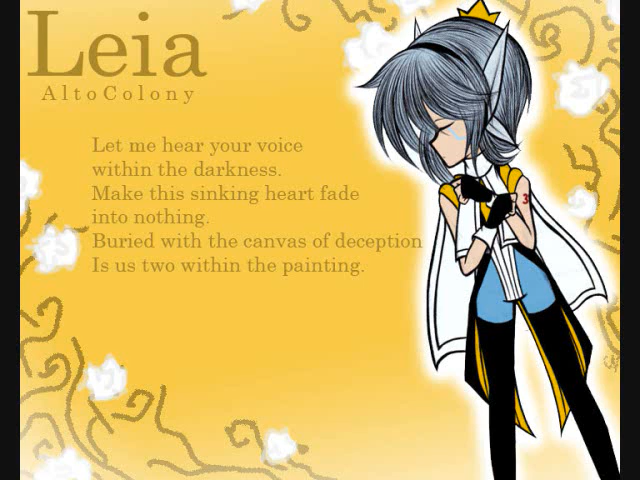 Leia
AltoColony
Let me hear your voice
within the darkness.
Make this sinking heart fade
into nothing.
Buried with the canvas of deception
Is us two within the painting.
3